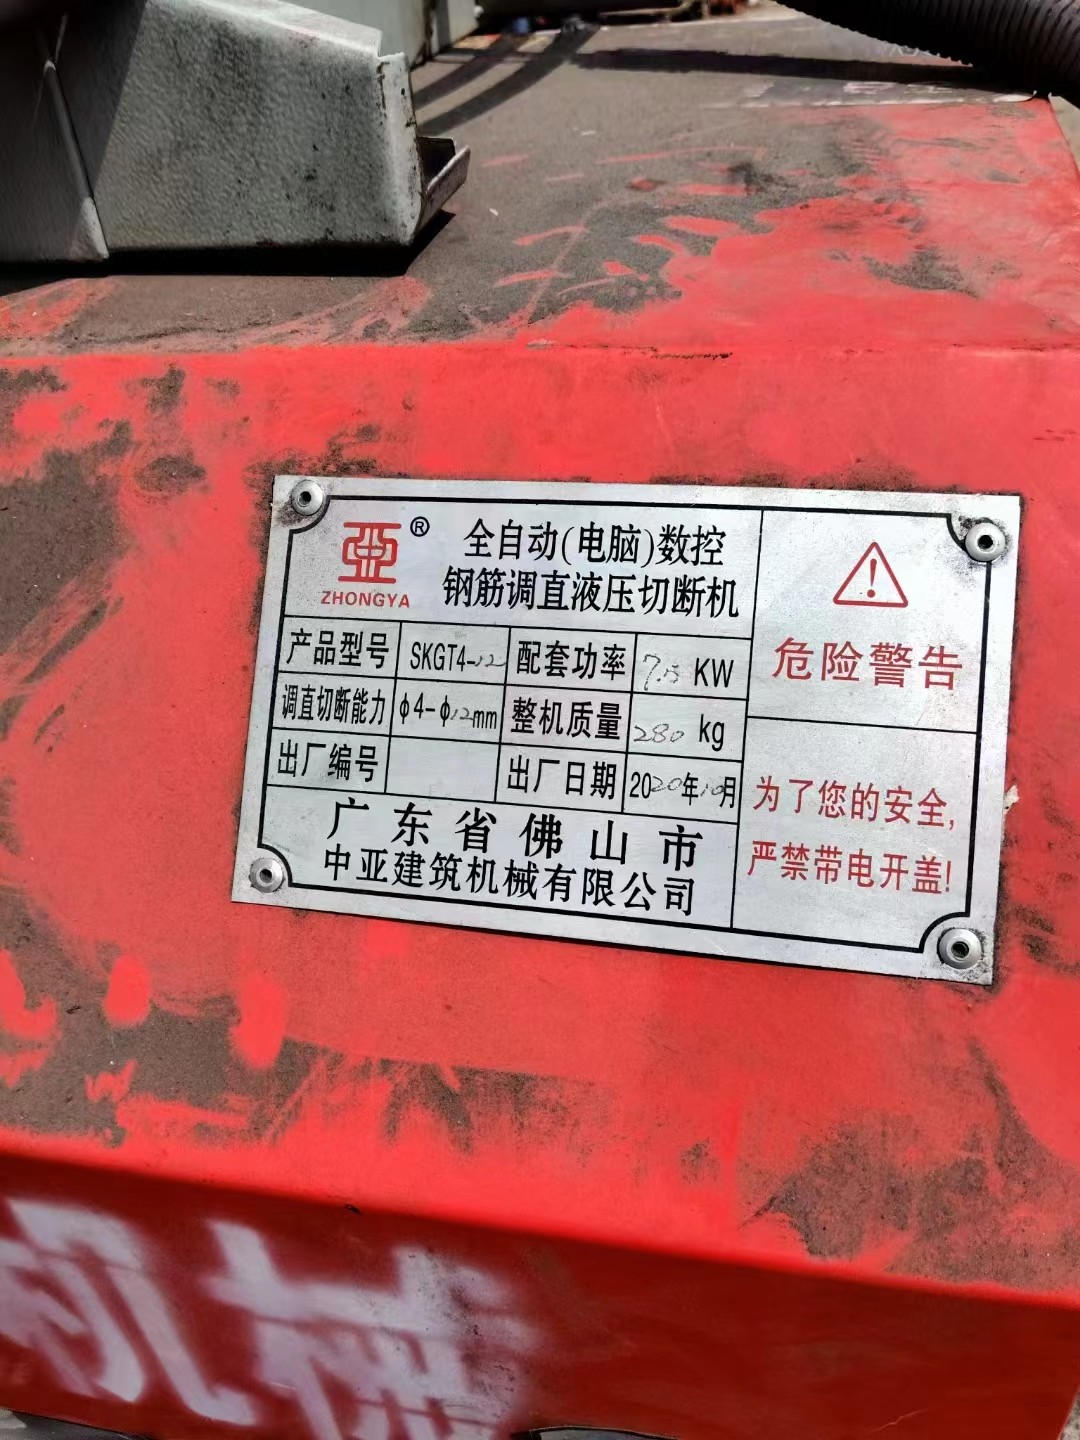 亞®
ZHONGYA
全自动(电脑)数控
钢筋调直液压切断机
产品型号 SKGT4-12 配套功率 7.5 KW
调直切断能力 φ4-φ12mm 整机质量 280 kg
出厂编号 出厂日期 2020年10月
广东省佛山市
中亚建筑机械有限公司
危险警告
为了您的安全,
严禁带电开盖!
机械